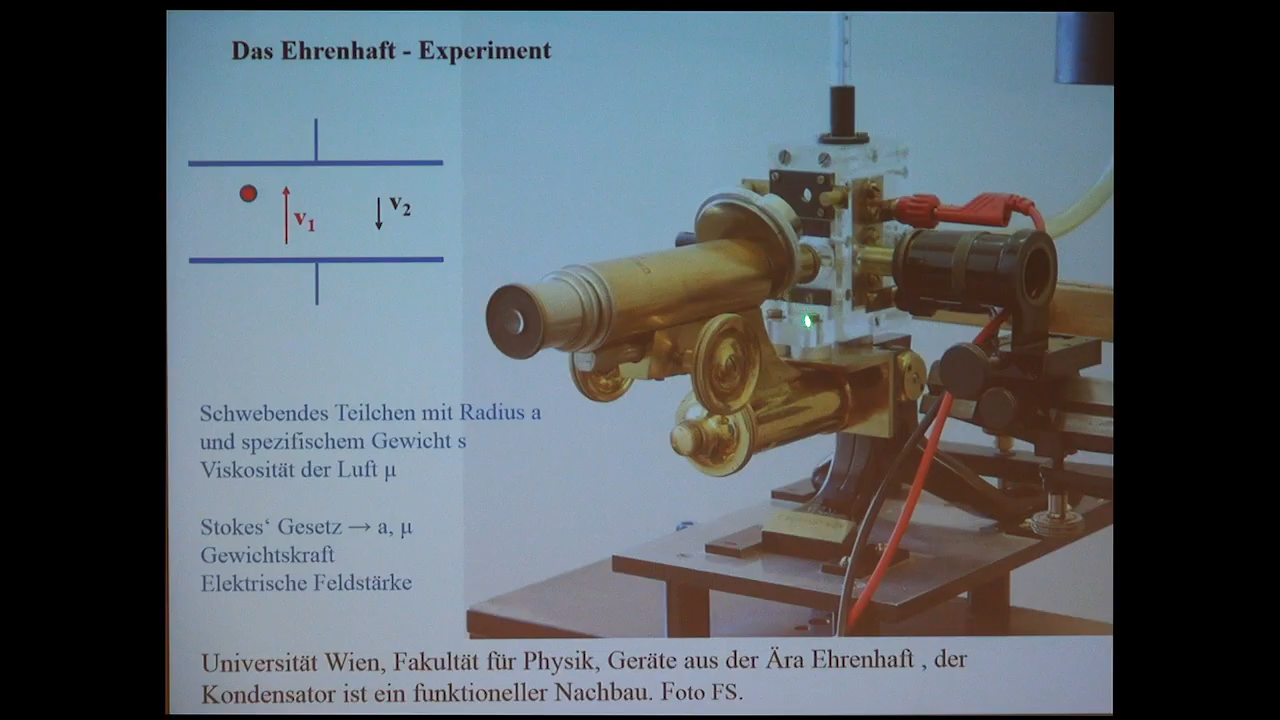 Das Ehrenhaft - Experiment
v₁
v₂
Schwebendes Teilchen mit Radius a
und spezifischem Gewicht s
Viskosität der Luft μ
Stokes‘ Gesetz → a, μ
Gewichtskraft
Elektrische Feldstärke
Universität Wien, Fakultät für Physik, Geräte aus der Ära Ehrenhaft , der
Kondensator ist ein funktioneller Nachbau. Foto FS.